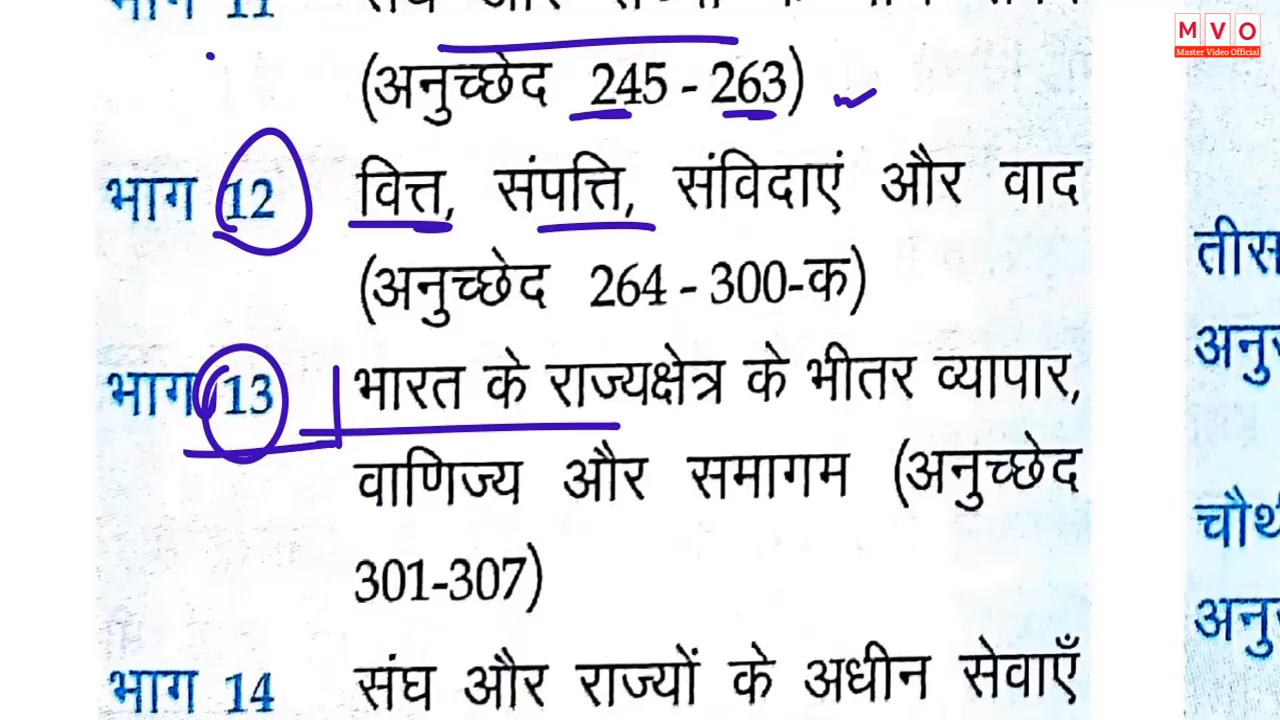 M V O
Master Video Official
(अनुच्छेद 245 - 263)
भाग 12 वित्त, संपत्ति, संविदाएं और वाद
(अनुच्छेद 264 - 300-क)
भाग 13 भारत के राज्यक्षेत्र के भीतर व्यापार,
वाणिज्य और समागम (अनुच्छेद
301-307)
भाग 14 संघ और राज्यों के अधीन सेवाएँ